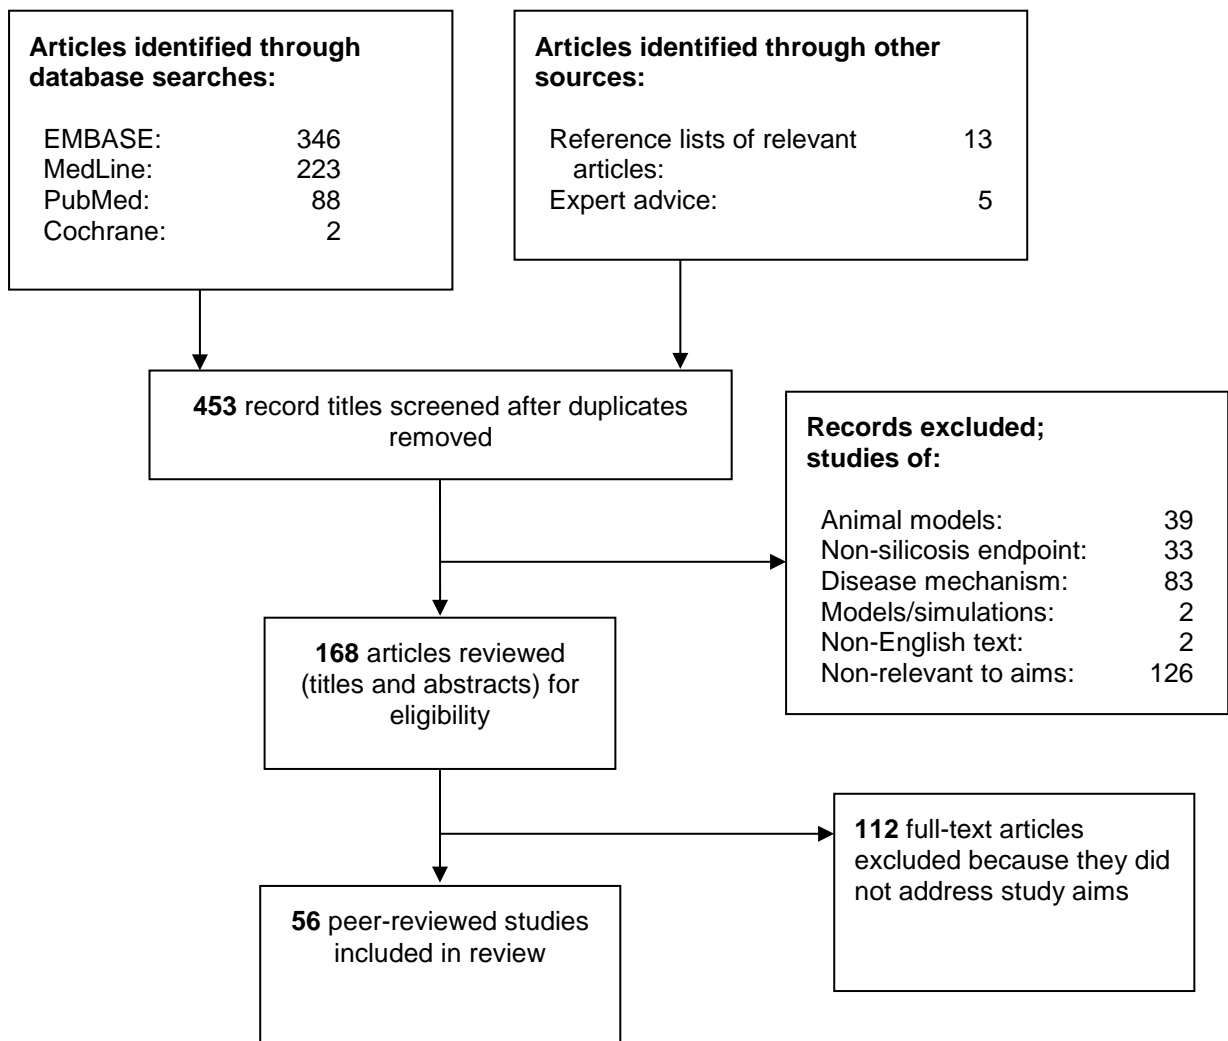 Articles identified through
database searches:
EMBASE: 346
MedLine: 223
PubMed: 88
Cochrane: 2
Articles identified through other
sources:
Reference lists of relevant 13
articles:
Expert advice: 5
453 record titles screened after duplicates
removed
Records excluded;
studies of:
Animal models: 39
Non-silicosis endpoint: 33
Disease mechanism: 83
Models/simulations: 2
Non-English text: 2
Non-relevant to aims: 126
168 articles reviewed
(titles and abstracts) for
eligibility
112 full-text articles
excluded because they did
not address study aims
56 peer-reviewed studies
included in review